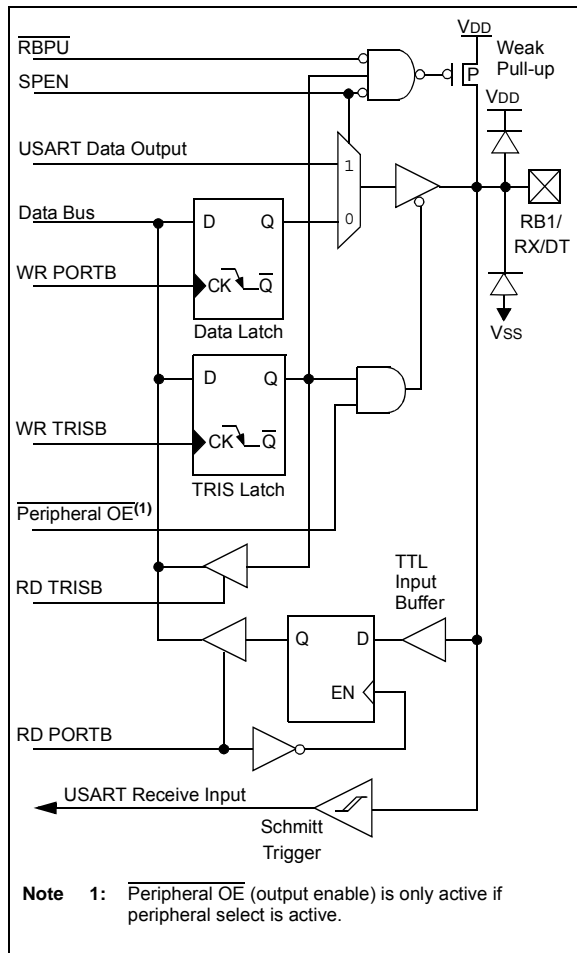 RBPU
SPEN
VDD
Weak
Pull-up
P
VDD
USART Data Output
1
0
RB1/
RX/DT
Data Bus
D Q
WR PORTB
CK Q
Data Latch
VSS
D Q
WR TRISB
CK Q
TRIS Latch
Peripheral OE(1)
RD TRISB
TTL
Input
Buffer
Q D
EN
RD PORTB
USART Receive Input
Schmitt
Trigger
Note 1: Peripheral OE (output enable) is only active if
peripheral select is active.